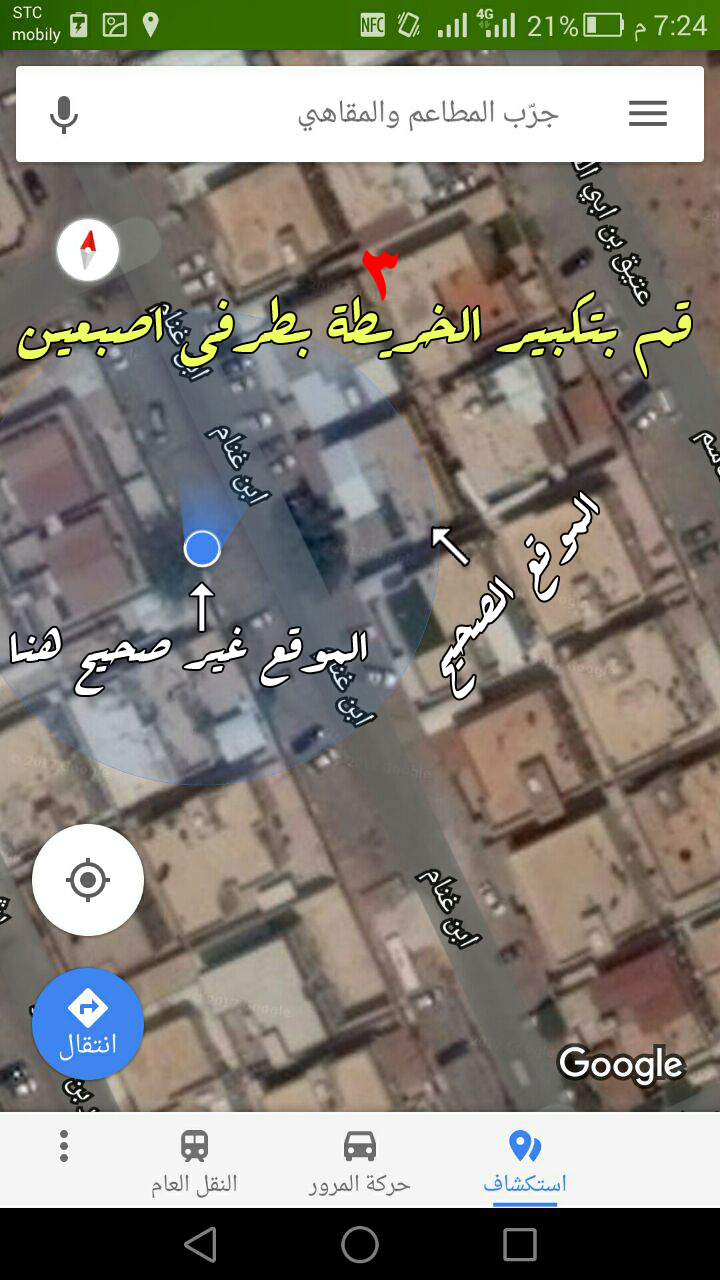 STC
mobily
NFC
4G
21%
7:24 م
جرّب المطاعم والمقاهي
٣
قم بتكبير الخريطة بطرفي اصبعين
ابن غنام
عتيق بن ابي
ابن غنام
الموقع الصحيح
الموقع غير صحيح هنا
ابن غنام
ابن غنام
انتقال
Google
استكشاف
حركة المرور
النقل العام